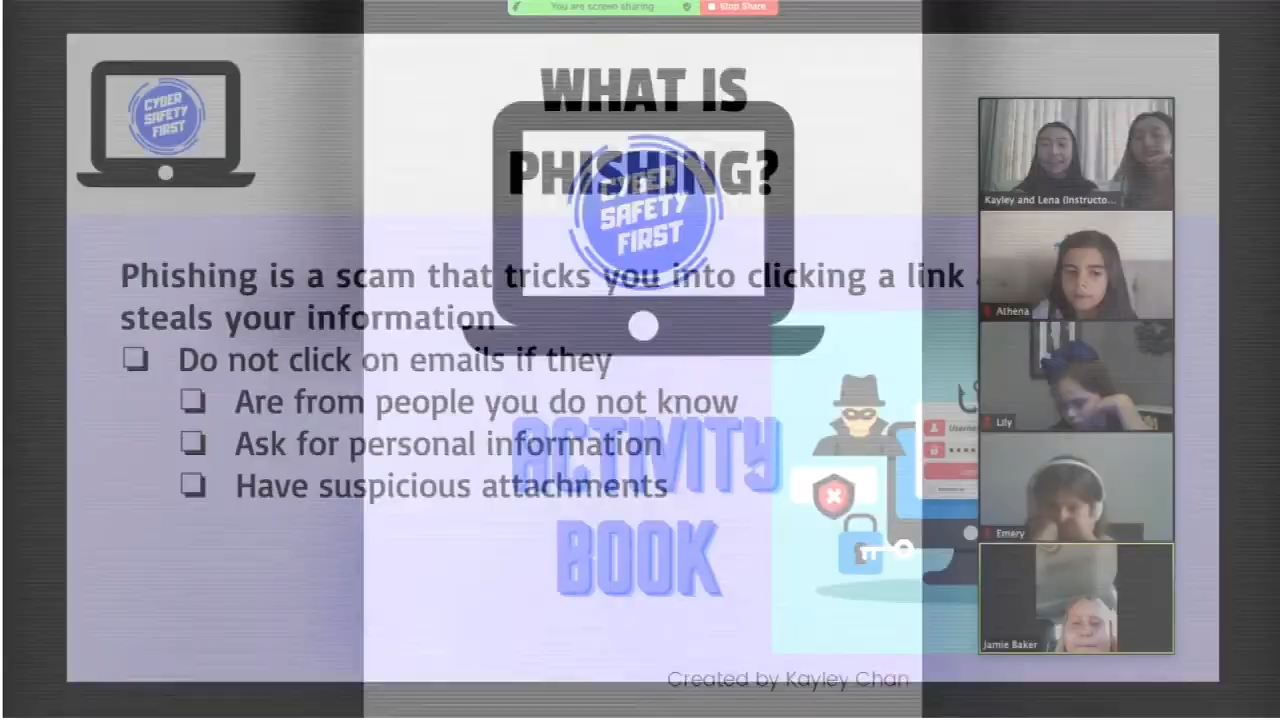 You are screen sharing
Stop Share
CYBER
SAFETY
FIRST
WHAT IS
PHISHING?
CYBER
SAFETY
FIRST
Phishing is a scam that tricks you into clicking a link
steals your information
Do not click on emails if they
Are from people you do not know
Ask for personal information
Have suspicious attachments
ACTIVITY
BOOK
Created by Kayley Chan
Kayley and Lena (Instructo...
Athena
Lily
Emery
Jamie Baker